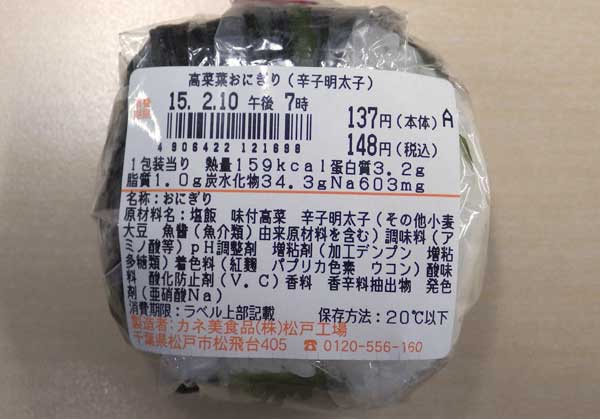 高菜葉おにぎり(辛子明太子)
消費期限 15. 2.10 午後 7時
137円(本体) A
4906422121698
148円(税込)
1包装当り 熱量159kcal蛋白質3.2g
脂質1.0g炭水化物34.3gNa603mg
名称:おにぎり
原材料名:塩飯 味付高菜 辛子明太子(その他小麦
大豆 魚醤(魚介類)由来原材料を含む)調味料(ア
ミノ酸等)pH調整剤 増粘剤(加工デンプン 増粘
多糖類)着色料(紅麹 パプリカ色素 ウコン)酸味
料 酸化防止剤(V.C)香料 香辛料抽出物 発色
剤(亜硝酸Na)
消費期限:ラベル上部記載 保存方法:20℃以下
製造者:カネ美食品(株)松戸工場
千葉県松戸市松飛台405 ☎ 0120-556-160